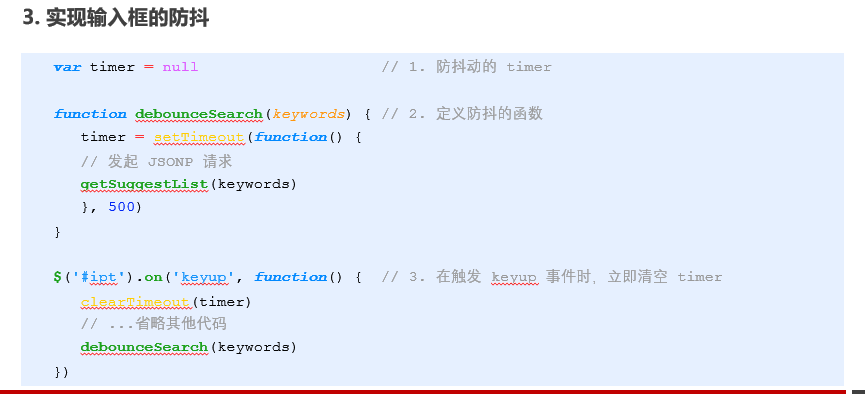 3. 实现输入框的防抖
var timer = null // 1. 防抖动的 timer
function debounceSearch(keywords) { // 2. 定义防抖的函数
timer = setTimeout(function() {
// 发起 JSONP 请求
getSuggestList(keywords)
}, 500)
}
$('#ipt').on('keyup', function() { // 3. 在触发 keyup 事件时，立即清空 timer
clearTimeout(timer)
// ...省略其他代码
debounceSearch(keywords)
})